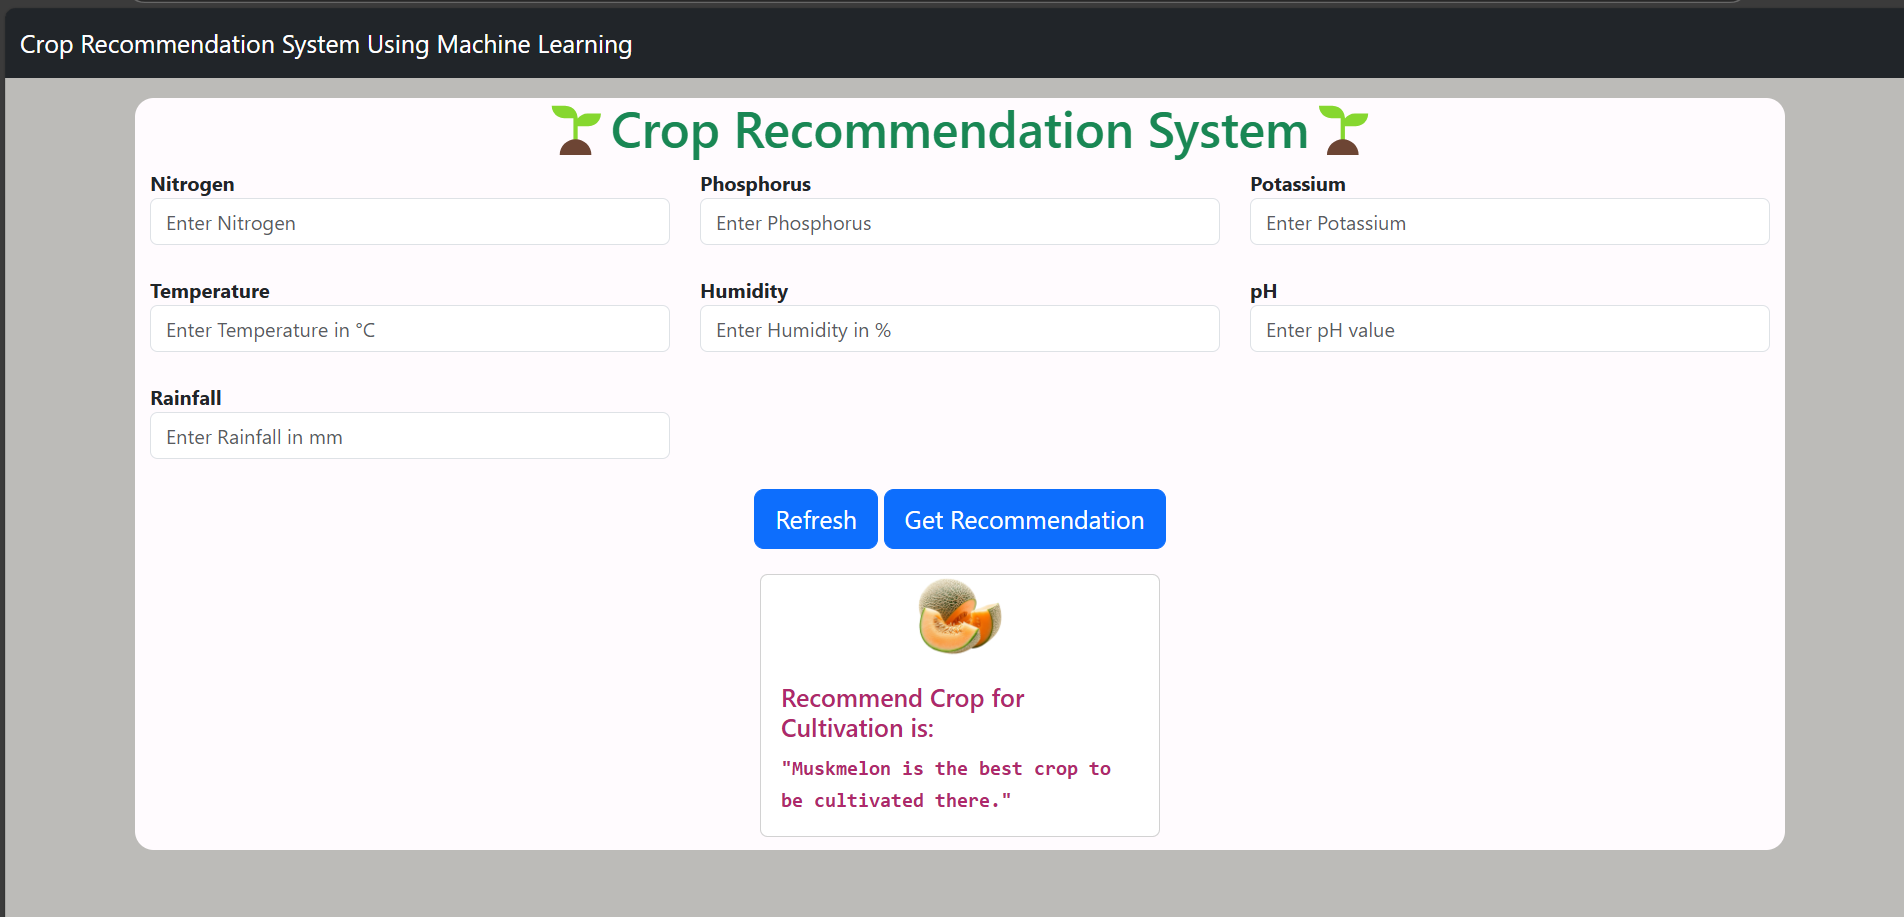 Crop Recommendation System Using Machine Learning
Crop Recommendation System
Nitrogen
Phosphorus
Potassium
Enter Nitrogen
Enter Phosphorus
Enter Potassium
Temperature
Humidity
pH
Enter Temperature in °C
Enter Humidity in %
Enter pH value
Rainfall
Enter Rainfall in mm
Refresh
Get Recommendation
Recommend Crop for
Cultivation is:
"Muskmelon is the best crop to
be cultivated there."